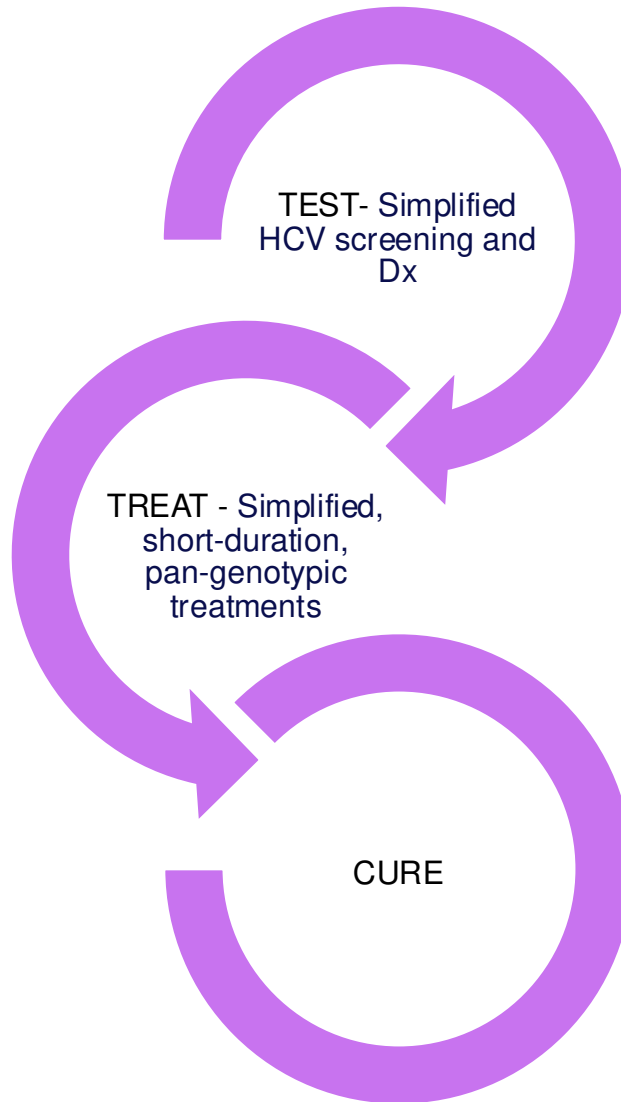 TEST- Simplified
HCV screening and
Dx
TREAT - Simplified,
short-duration,
pan-genotypic
treatments
CURE